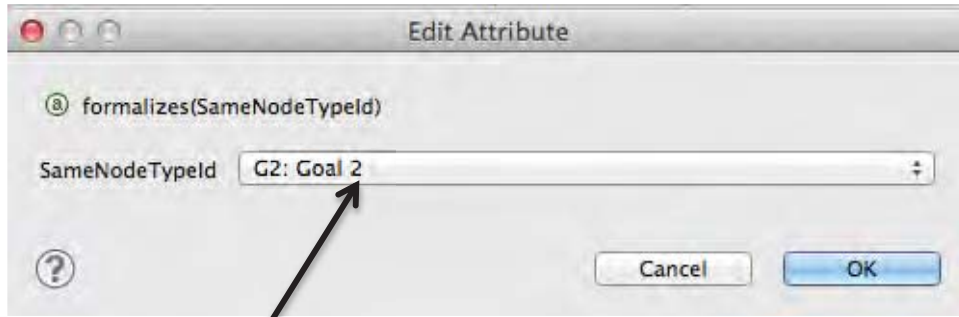 Edit Attribute
ⓐ formalizes(SameNodeTypeId)
SameNodeTypeId G2: Goal 2
? Cancel OK